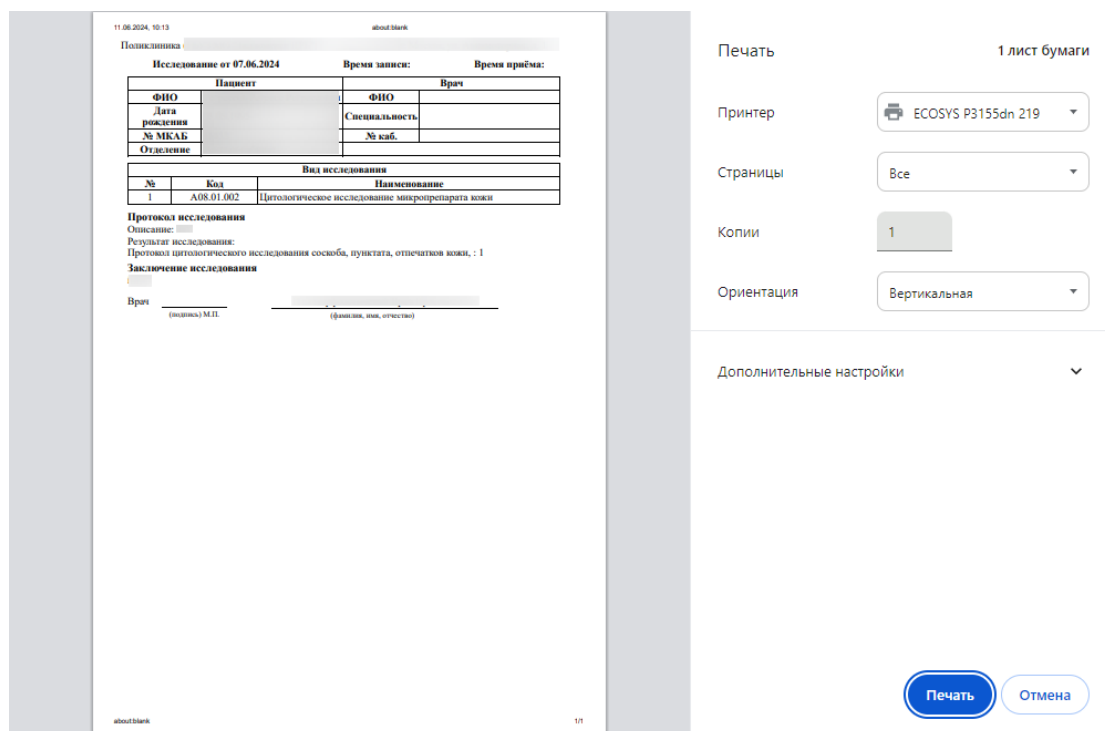 11.06.2024, 10:13 about:blank
Поликлиника
Исследование от 07.06.2024 Время записи: Время приёма:
Пациент Врач
ФИО ФИО
Дата рождения Специальность
№ МКАБ № каб.
Отделение
Вид исследования
№ Код Наименование
1 A08.01.002 Цитологическое исследование микропрепарата кожи
Протокол исследования
Описание:
Результат исследования:
Протокол цитологического исследования соскоба, пунктата, отпечатков кожи, : 1
Заключение исследования
Врач
(подпись) М.П. (фамилия, имя, отчество)
about:blank 1/1
Печать 1 лист бумаги
Принтер ECOSYS P3155dn 219
Страницы Все
Копии 1
Ориентация Вертикальная
Дополнительные настройки
Печать Отмена